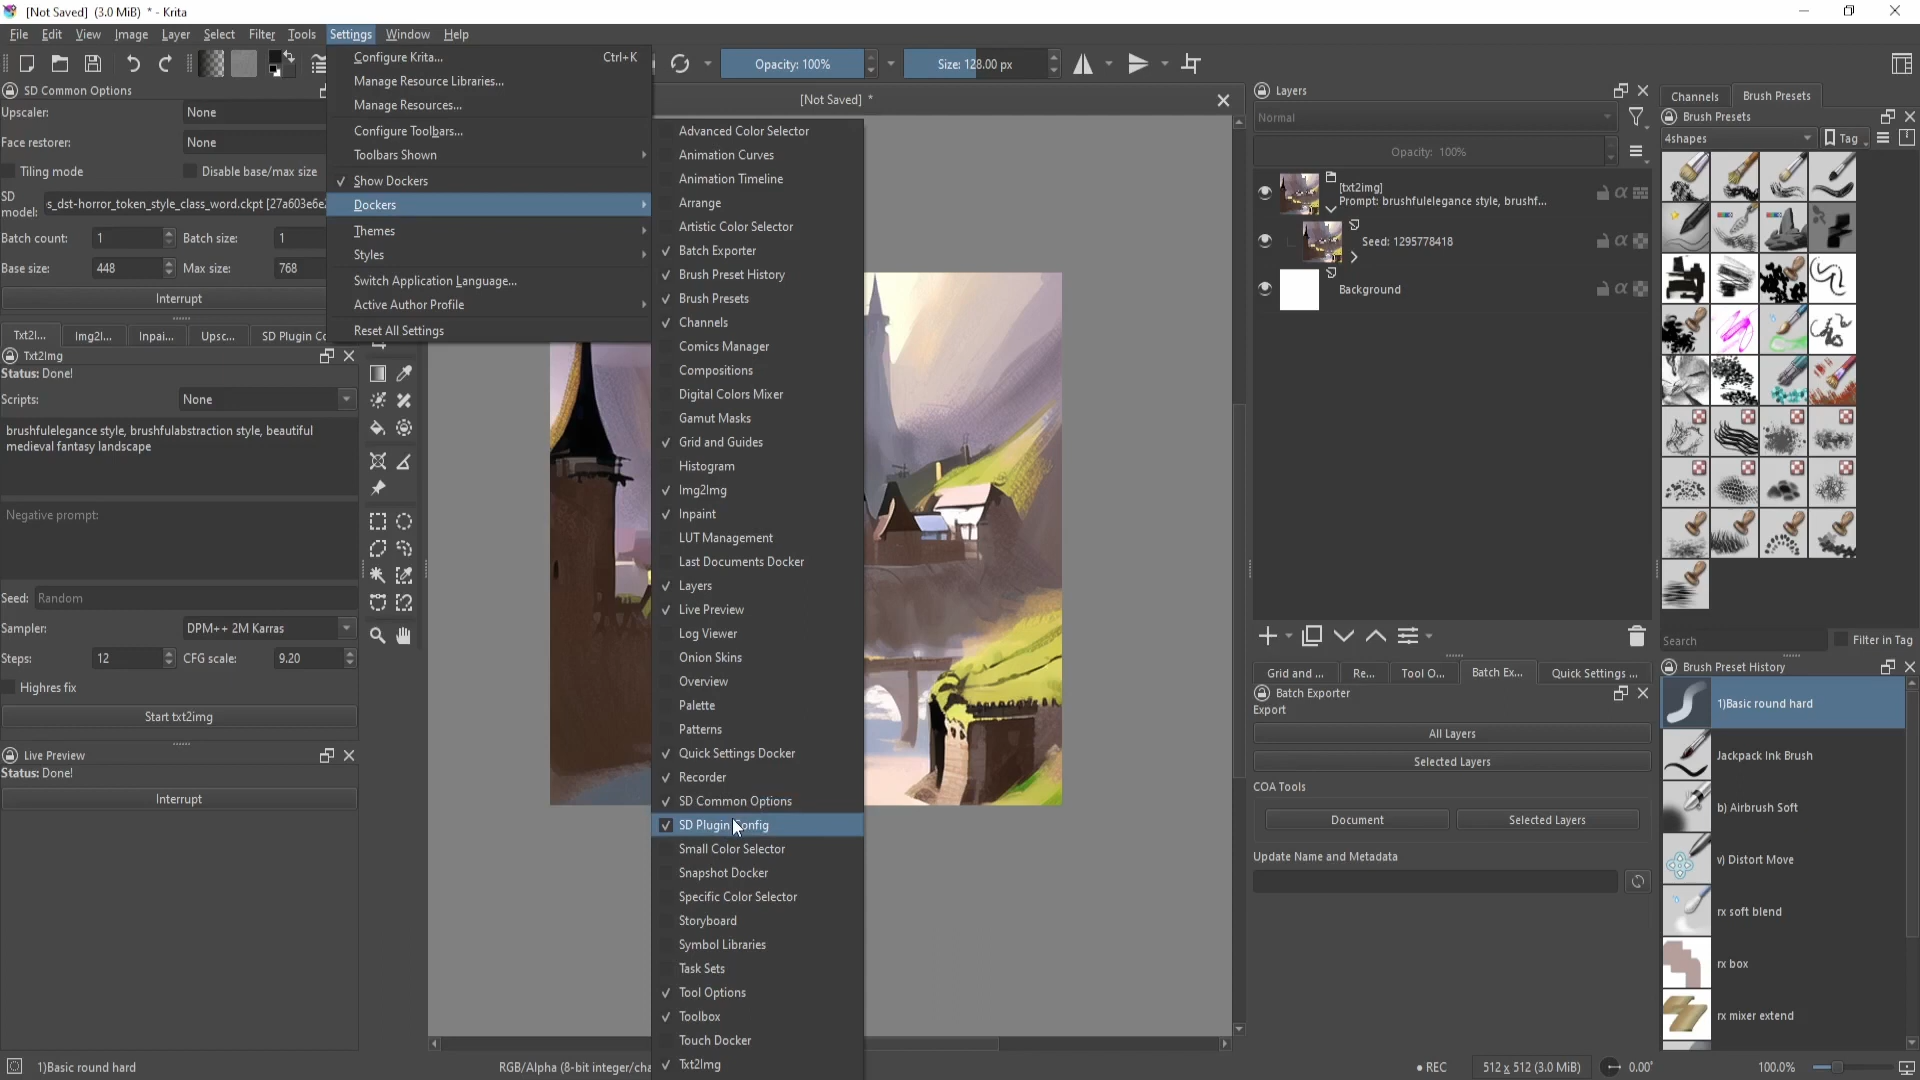 [Not Saved] (3.0 MiB) * - Krita
File Edit View Image Layer Select Filter Tools Settings Window Help
Opacity: 100%
Size: 128.00 px
SD Common Options
Upscaler: None
Face restorer: None
Tiling mode
Disable base/max size
SD model: s_dst-horror_token_style_class_word.ckpt [27a603e6e
Batch count: 1 Batch size: 1
Base size: 448 Max size: 768
Interrupt
Txt2I... Img2I... Inpai... Upsc... SD Plugin Co
Txt2Img
Status: Done!
Scripts: None
brushfulelegance style, brushfulabstraction style, beautiful
medieval fantasy landscape
Negative prompt:
Seed: Random
Sampler: DPM++ 2M Karras
Steps: 12 CFG scale: 9.20
Highres fix
Start txt2img
Live Preview
Status: Done!
Interrupt
1)Basic round hard
Configure Krita... Ctrl+K
Manage Resource Libraries...
Manage Resources...
Configure Toolbars...
Toolbars Shown
Show Dockers
Dockers
Themes
Styles
Switch Application Language...
Active Author Profile
Reset All Settings
Advanced Color Selector
Animation Curves
Animation Timeline
Arrange
Artistic Color Selector
Batch Exporter
Brush Preset History
Brush Presets
Channels
Comics Manager
Compositions
Digital Colors Mixer
Gamut Masks
Grid and Guides
Histogram
Img2Img
Inpaint
LUT Management
Last Documents Docker
Layers
Live Preview
Log Viewer
Onion Skins
Overview
Palette
Patterns
Quick Settings Docker
Recorder
SD Common Options
SD Plugin Config
Small Color Selector
Snapshot Docker
Specific Color Selector
Storyboard
Symbol Libraries
Task Sets
Tool Options
Toolbox
Touch Docker
Txt2Img
[Not Saved] *
RGB/Alpha (8-bit integer/cha
Layers
Normal
Opacity: 100%
[txt2img]
Prompt: brushfulelegance style, brushf...
Seed: 1295778418
Background
Grid and ... Re... Tool O... Batch Ex... Quick Settings ...
Batch Exporter
Export
All Layers
Selected Layers
COA Tools
Document
Selected Layers
Update Name and Metadata
REC
512 x 512 (3.0 MiB)
0.00°
100.0%
Channels Brush Presets
Brush Presets
4shapes
Tag
Search
Filter in Tag
Brush Preset History
1)Basic round hard
Jackpack Ink Brush
b) Airbrush Soft
v) Distort Move
rx soft blend
rx box
rx mixer extend